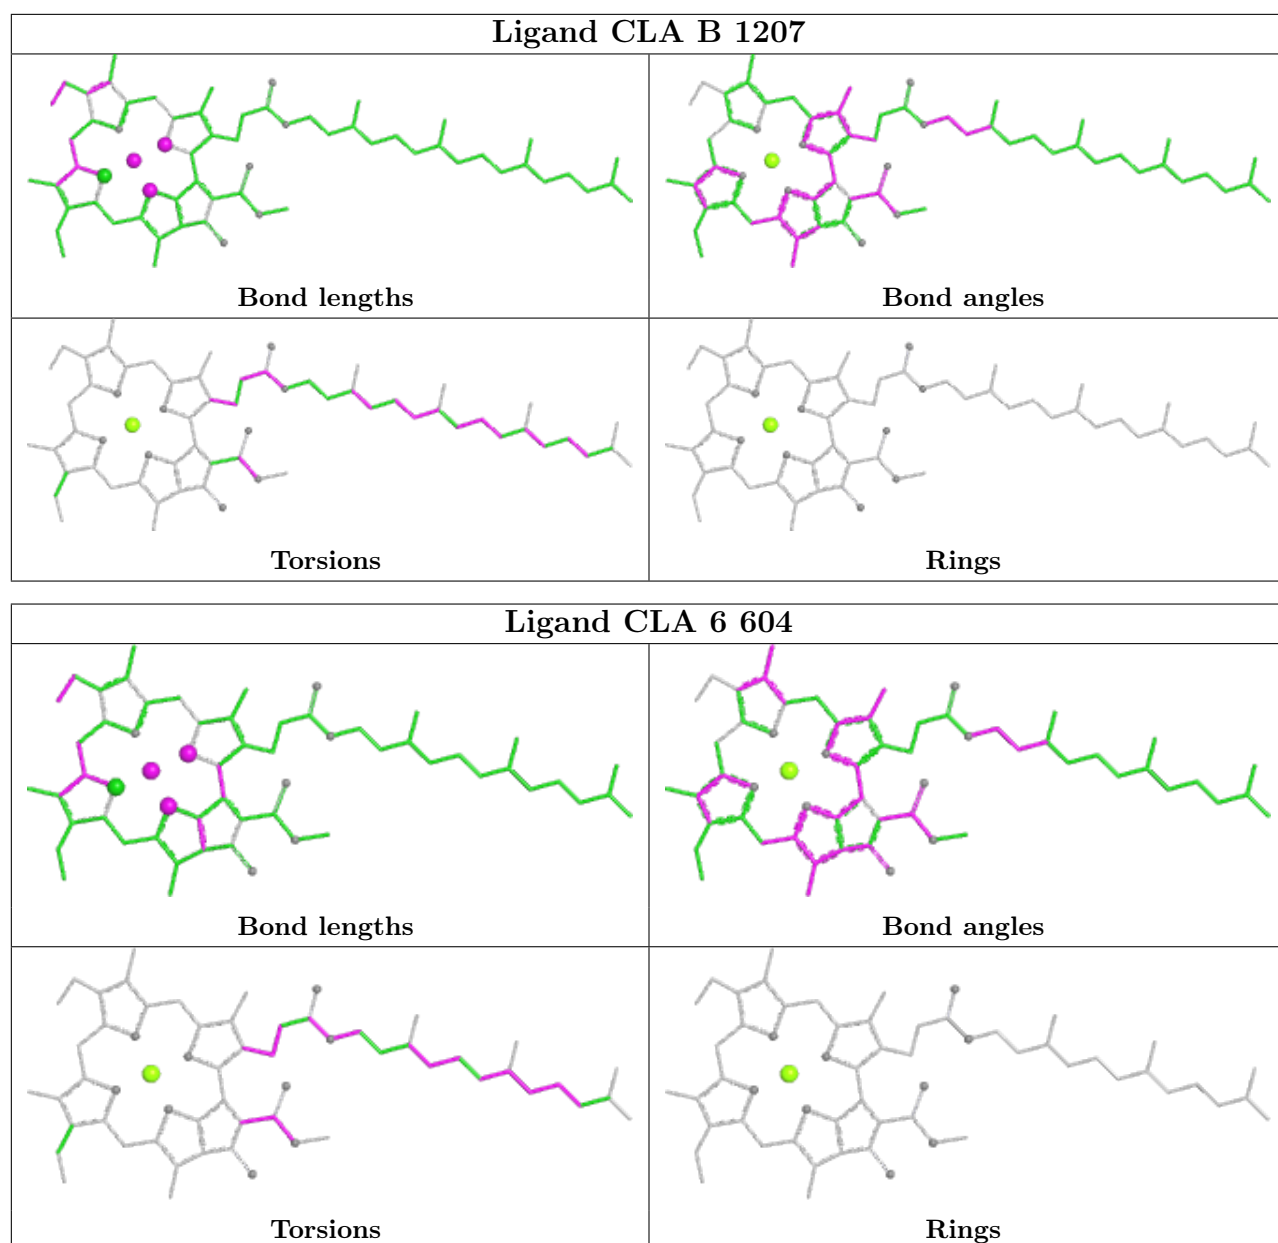 Ligand CLA B 1207
Bond lengths
Bond angles
Torsions
Rings
Ligand CLA 6 604
Bond lengths
Bond angles
Torsions
Rings